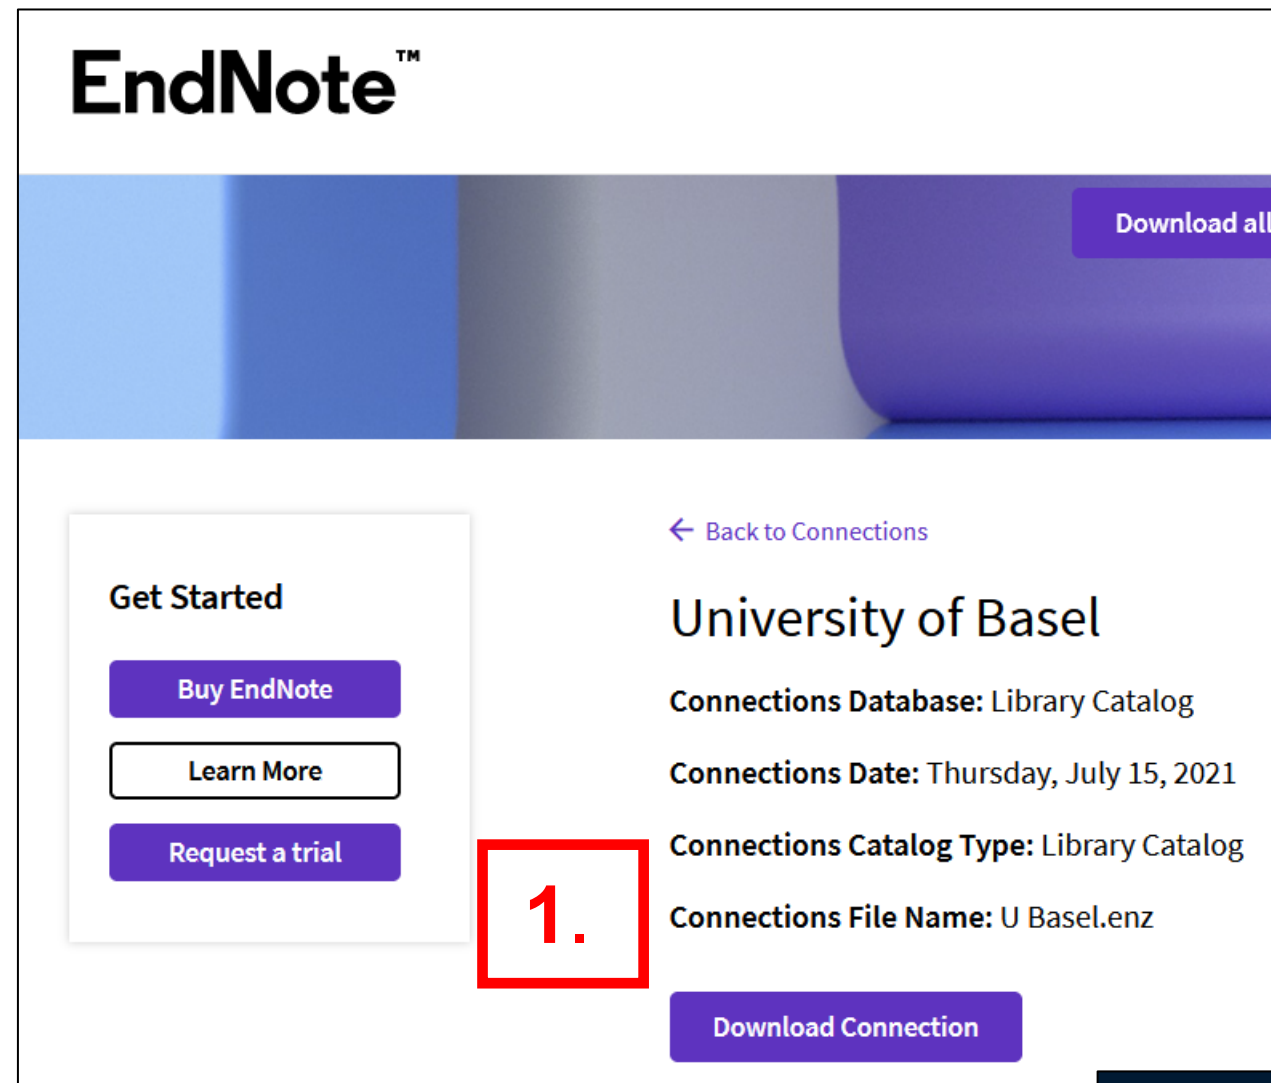 EndNote™
Download all
Get Started
Buy EndNote
Learn More
Request a trial
← Back to Connections
University of Basel
Connections Database: Library Catalog
Connections Date: Thursday, July 15, 2021
Connections Catalog Type: Library Catalog
Connections File Name: U Basel.enz
1.
Download Connection